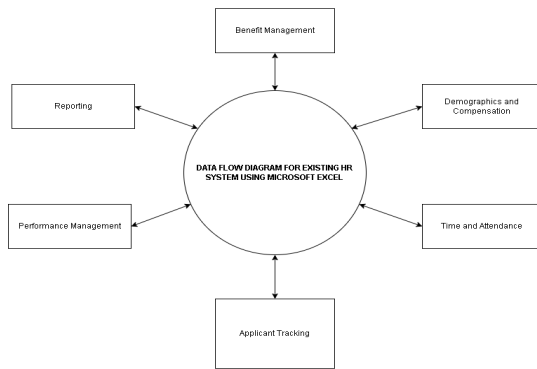 Benefit Management
Reporting
Demographics and
Compensation
DATA FLOW DIAGRAM FOR EXISTING HR
SYSTEM USING MICROSOFT EXCEL
Performance Management
Time and Attendance
Applicant Tracking